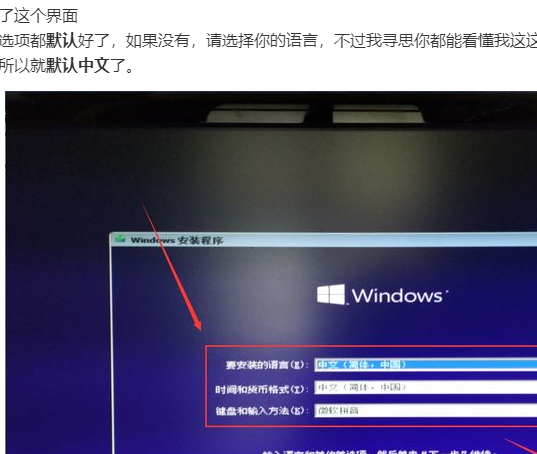 了这个界面
选项都默认好了，如果没有，请选择你的语言，不过我寻思你都能看懂我这这
所以就默认中文了。
Windows 安装程序
Windows
要安装的语言(E): 中文(简体，中国)
时间和货币格式(T): 中文(简体，中国)
键盘和输入方法(K): 微软拼音